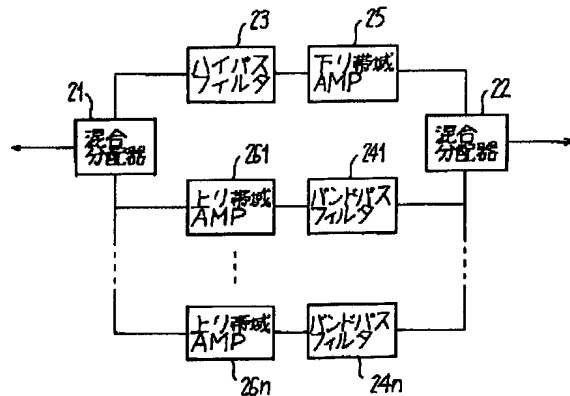 23
25
ハイパス
フィルタ
下り帯域
AMP
21
22
混合
分配器
混合
分配器
261
241
上り帯域
AMP
バンドパス
フィルタ
上り帯域
AMP
バンドパス
フィルタ
26n
24n